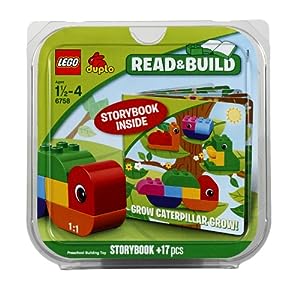 LEGO
duplo
READ & BUILD
Ages
1½-4
6758
STORYBOOK
INSIDE
GROW CATERPILLAR, GROW!
1:1
Preschool Building Toy
STORYBOOK +17 pcs